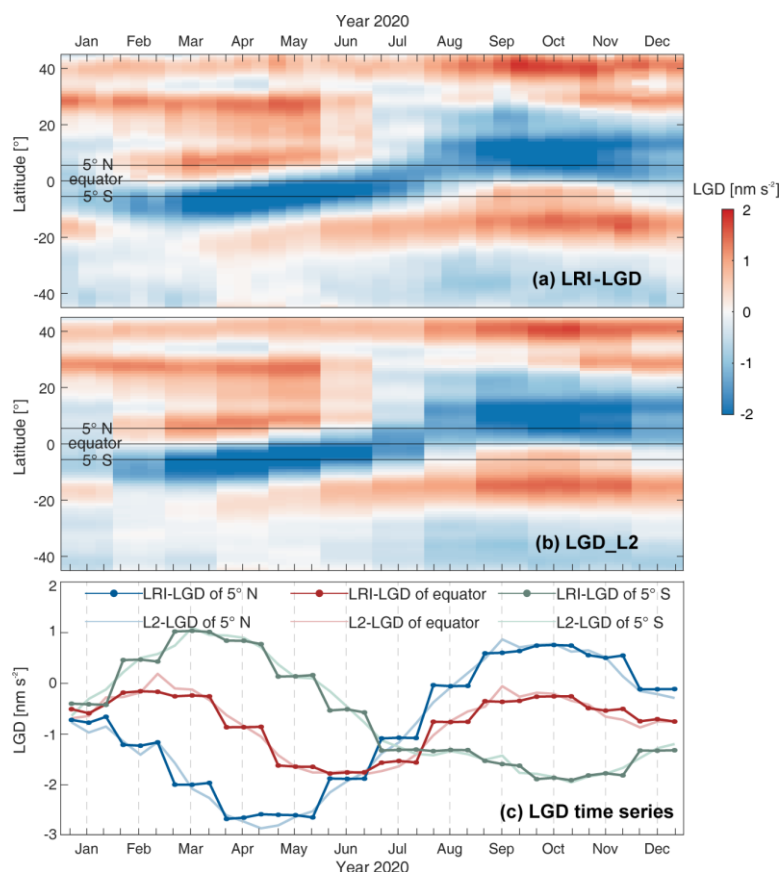 Year 2020
Jan Feb Mar Apr May Jun Jul Aug Sep Oct Nov Dec
Latitude [°]
40
20
5° N
0 equator
5° S
-20
-40
(a) LRI-LGD
LGD [nm s⁻²]
2
1
0
-1
-2
Latitude [°]
40
20
5° N
0 equator
5° S
-20
-40
(b) LGD_L2
LRI-LGD of 5° N LRI-LGD of equator LRI-LGD of 5° S
L2-LGD of 5° N L2-LGD of equator L2-LGD of 5° S
LGD [nm s⁻²]
2
1
0
-1
-2
-3
(c) LGD time series
Jan Feb Mar Apr May Jun Jul Aug Sep Oct Nov Dec
Year 2020